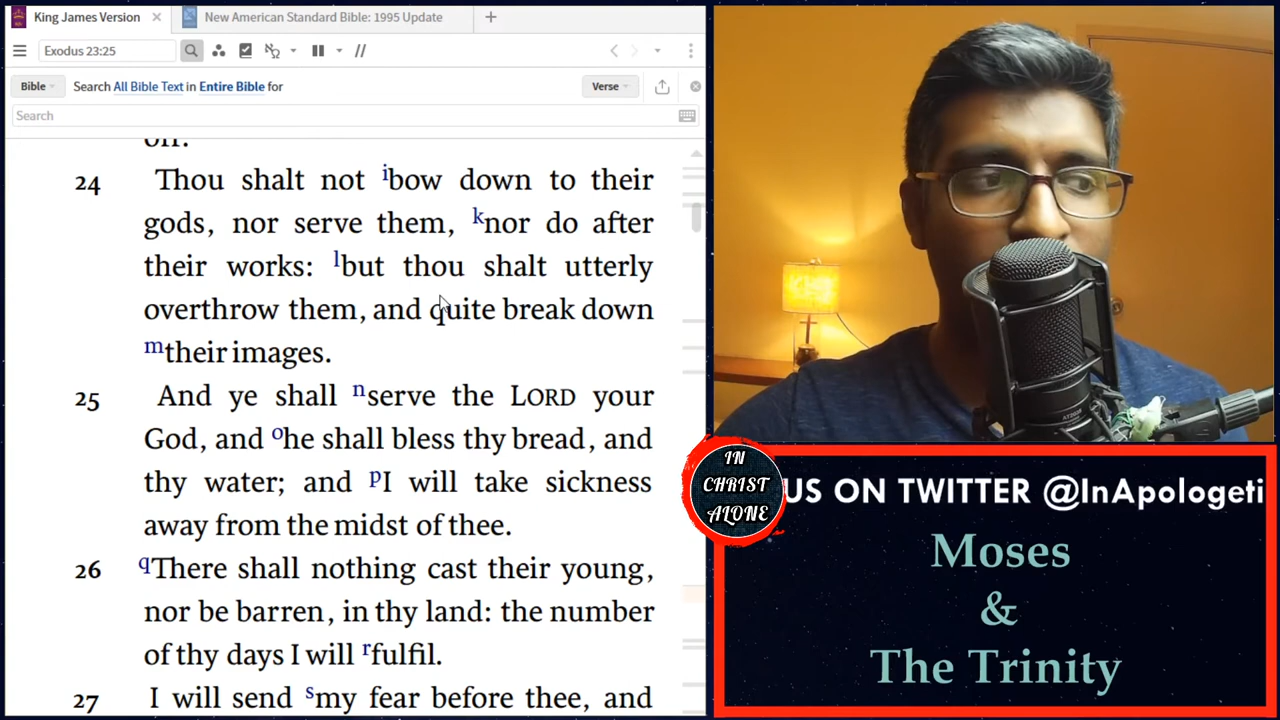 King James Version
New American Standard Bible: 1995 Update
Exodus 23:25
Bible
Search All Bible Text in Entire Bible for
Verse
Search
off.
24 Thou shalt not ibow down to their
gods, nor serve them, knor do after
their works: lbut thou shalt utterly
overthrow them, and quite break down
mtheir images.
25 And ye shall nserve the LORD your
God, and ohe shall bless thy bread, and
thy water; and pI will take sickness
away from the midst of thee.
26 qThere shall nothing cast their young,
nor be barren, in thy land: the number
of thy days I will rfulfil.
27 I will send smy fear before thee, and
IN
CHRIST
ALONE
US ON TWITTER @InApologeti
Moses
&
The Trinity